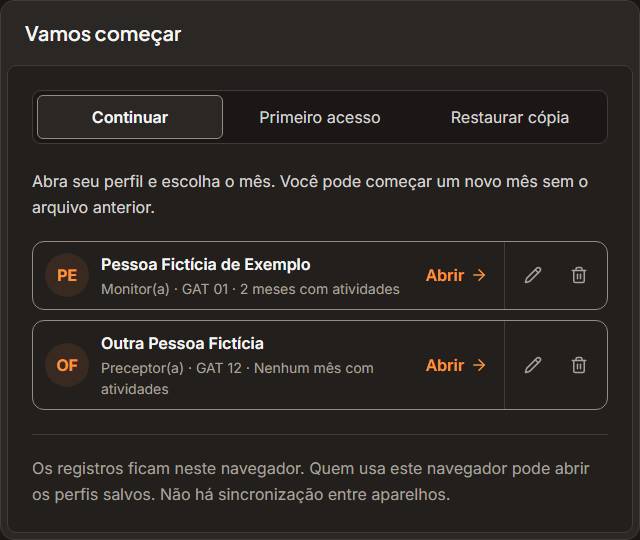 Vamos começar
Continuar
Primeiro acesso
Restaurar cópia
Abra seu perfil e escolha o mês. Você pode começar um novo mês sem o
arquivo anterior.
PE
Pessoa Fictícia de Exemplo
Monitor(a) · GAT 01 · 2 meses com atividades
Abrir →
OF
Outra Pessoa Fictícia
Preceptor(a) · GAT 12 · Nenhum mês com
atividades
Abrir →
Os registros ficam neste navegador. Quem usa este navegador pode abrir
os perfis salvos. Não há sincronização entre aparelhos.